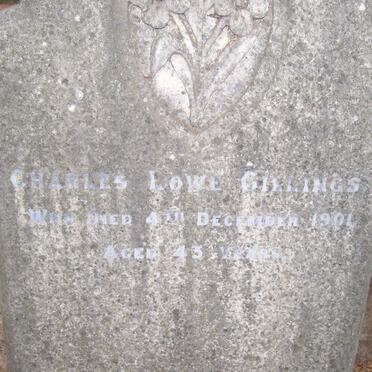 CHARLES LOWE GILLINGS
WHO DIED 4TH DECEMBER 1901
AGED 45 YEARS